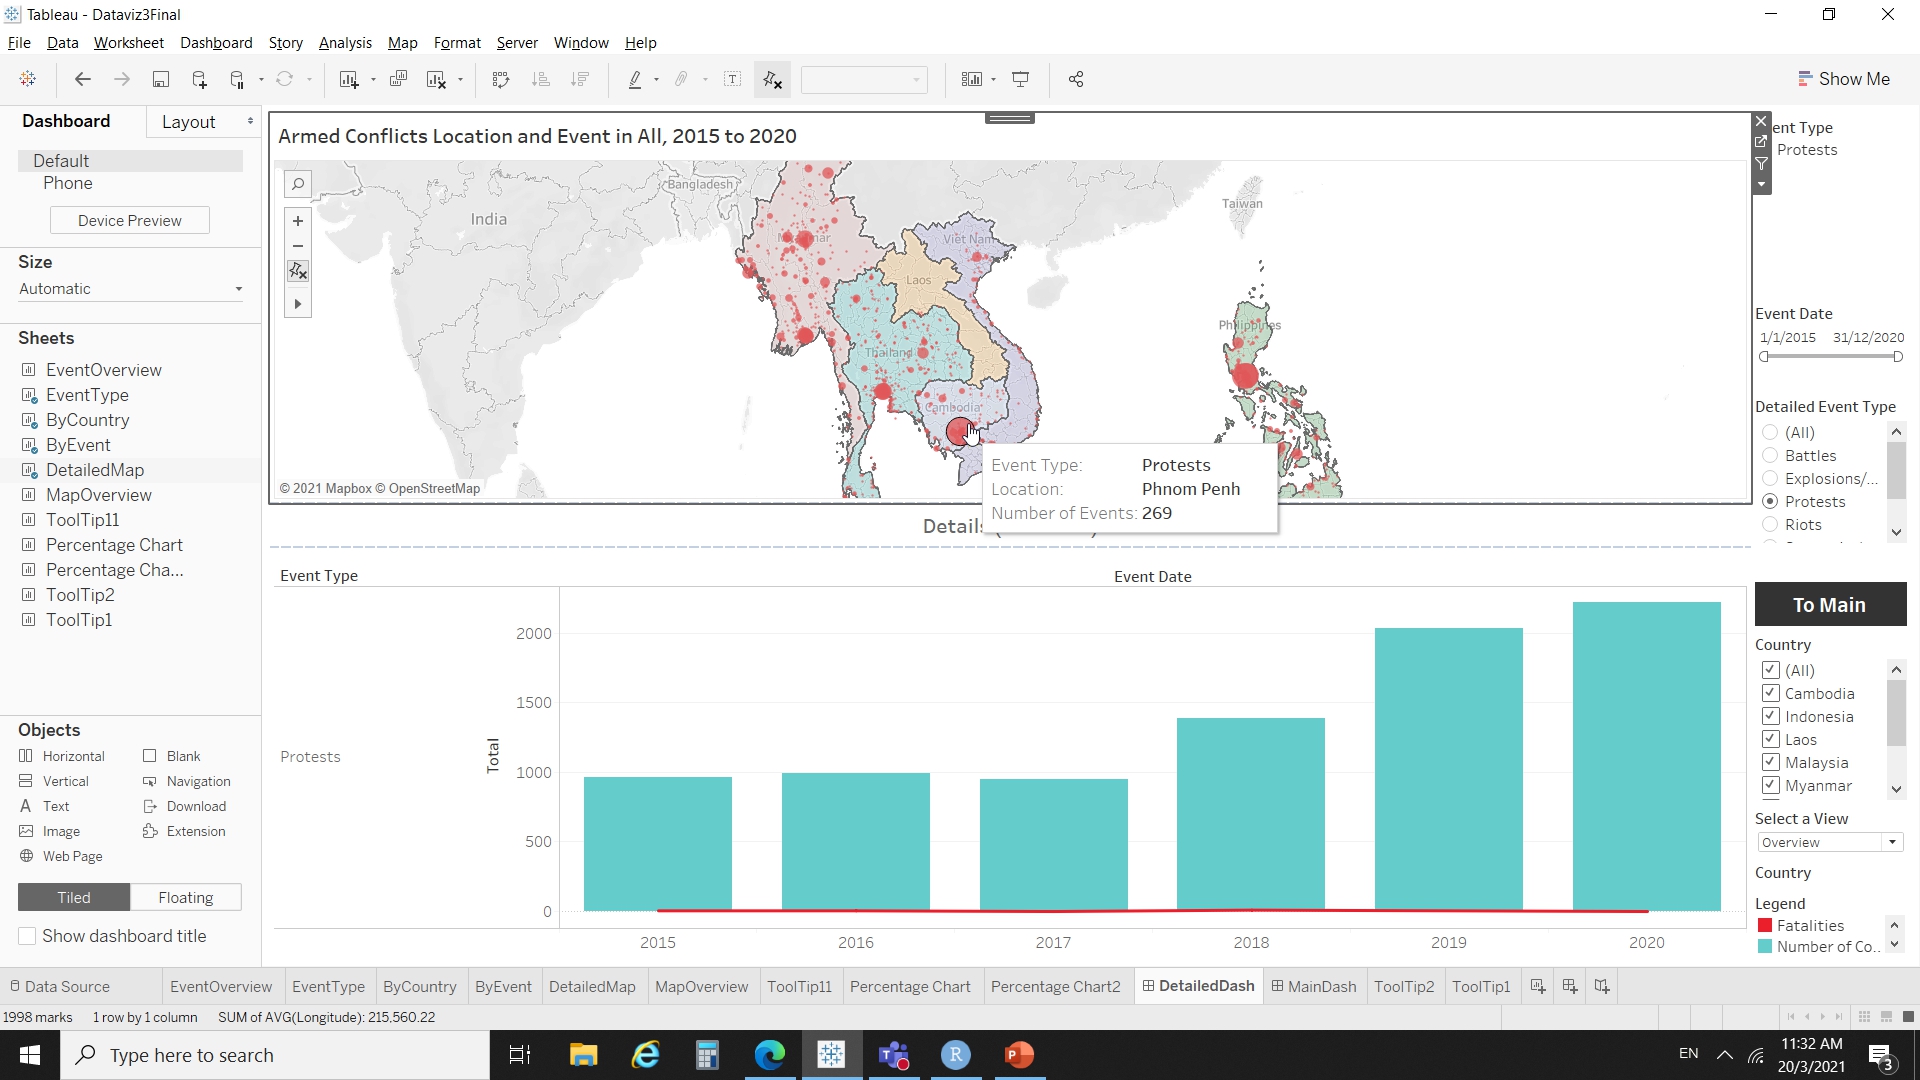 Tableau - Dataviz3Final
File Data Worksheet Dashboard Story Analysis Map Format Server Window Help
Show Me
Dashboard Layout
Default
Phone
Device Preview
Size
Automatic
Sheets
EventOverview
EventType
ByCountry
ByEvent
DetailedMap
MapOverview
ToolTip11
Percentage Chart
Percentage Cha...
ToolTip2
ToolTip1
Objects
Horizontal Blank
Vertical Navigation
Text Download
Image Extension
Web Page
Tiled Floating
Show dashboard title
Armed Conflicts Location and Event in All, 2015 to 2020
Bangladesh
India
Taiwan
Viet Nam
Laos
Thailand
Philippines
Cambodia
© 2021 Mapbox © OpenStreetMap
Event Type: Protests
Location: Phnom Penh
Number of Events: 269
Event Type Event Date
Protests
Total
2000
1500
1000
500
0
2015 2016 2017 2018 2019 2020
ent Type
Protests
Event Date
1/1/2015 31/12/2020
Detailed Event Type
(All)
Battles
Explosions/...
Protests
Riots
To Main
Country
(All)
Cambodia
Indonesia
Laos
Malaysia
Myanmar
Select a View
Overview
Country
Legend
Fatalities
Number of Co..
Data Source EventOverview EventType ByCountry ByEvent DetailedMap MapOverview ToolTip11 Percentage Chart Percentage Chart2 DetailedDash MainDash ToolTip2 ToolTip1
1998 marks 1 row by 1 column SUM of AVG(Longitude): 215,560.22
Type here to search
EN
11:32 AM
20/3/2021
3